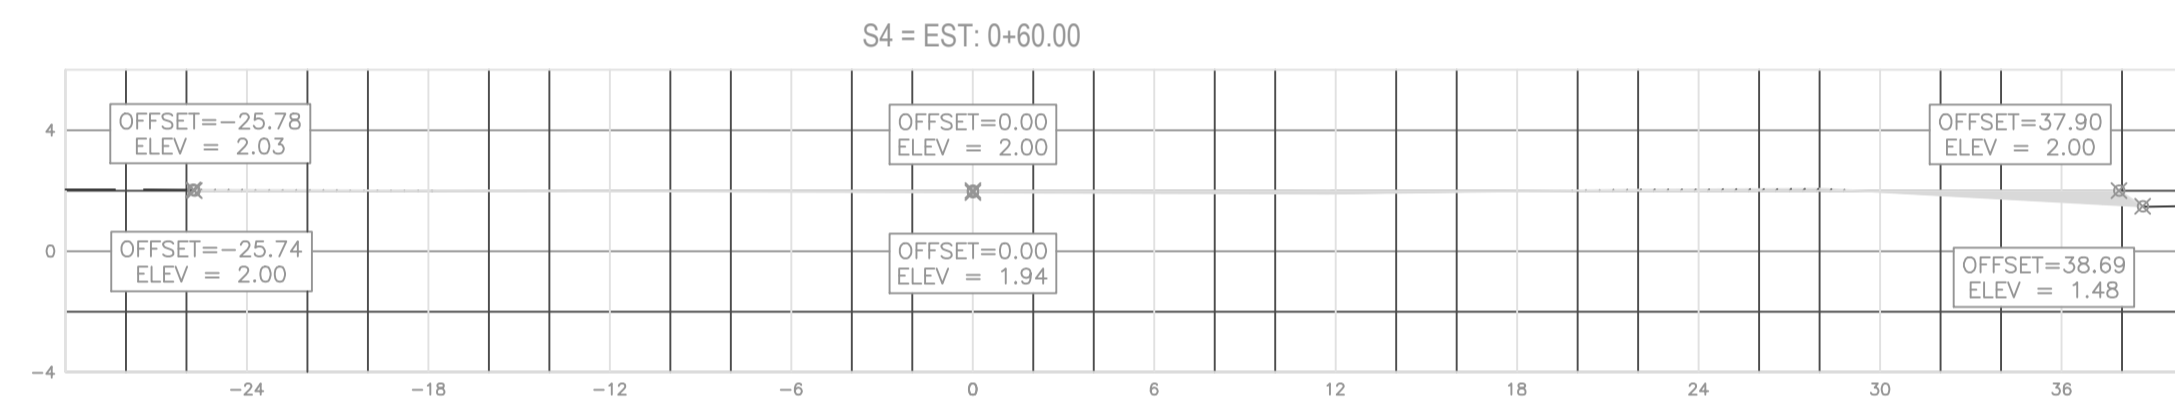 S4 = EST: 0+60.00
OFFSET=-25.78
ELEV = 2.03
OFFSET=0.00
ELEV = 2.00
OFFSET=37.90
ELEV = 2.00
4
OFFSET=-25.74
ELEV = 2.00
OFFSET=0.00
ELEV = 1.94
OFFSET=38.69
ELEV = 1.48
0
-4
-24 -18 -12 -6 0 6 12 18 24 30 36